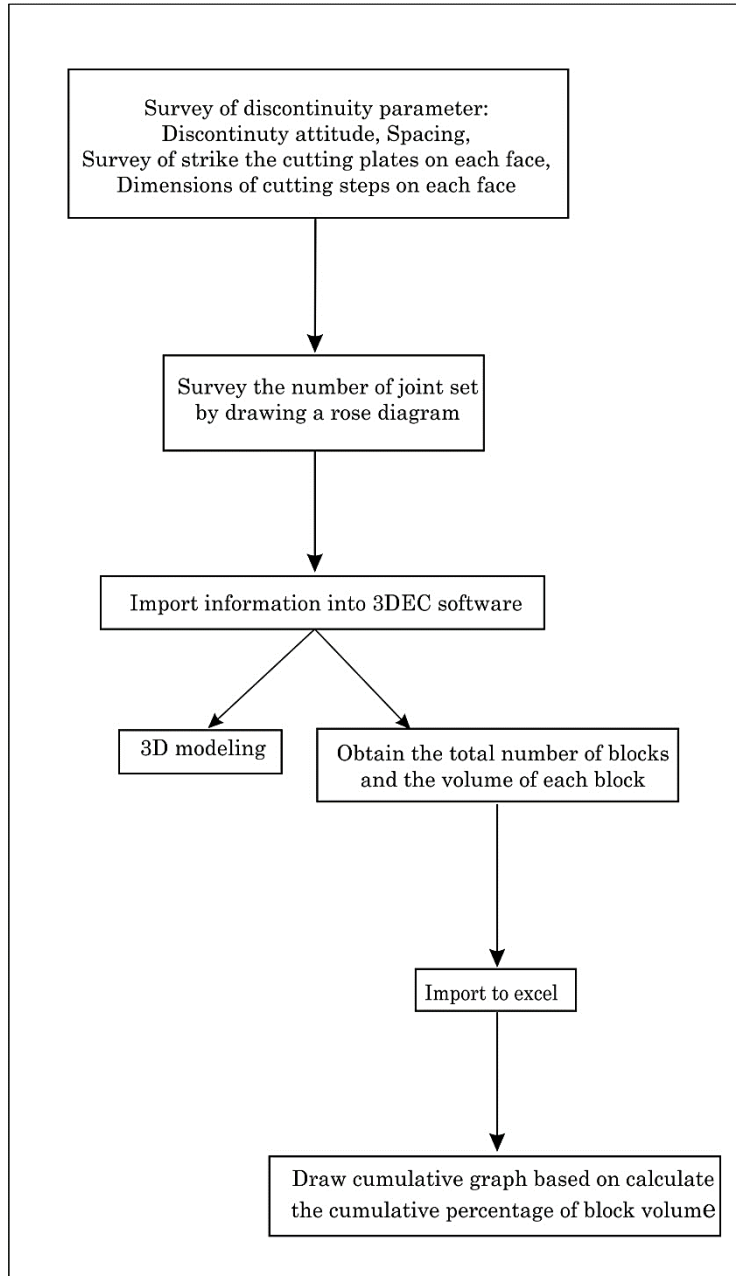 Survey of discontinuity parameter:
Discontinuty attitude, Spacing,
Survey of strike the cutting plates on each face,
Dimensions of cutting steps on each face
Survey the number of joint set
by drawing a rose diagram
Import information into 3DEC software
3D modeling
Obtain the total number of blocks
and the volume of each block
Import to excel
Draw cumulative graph based on calculate
the cumulative percentage of block volume